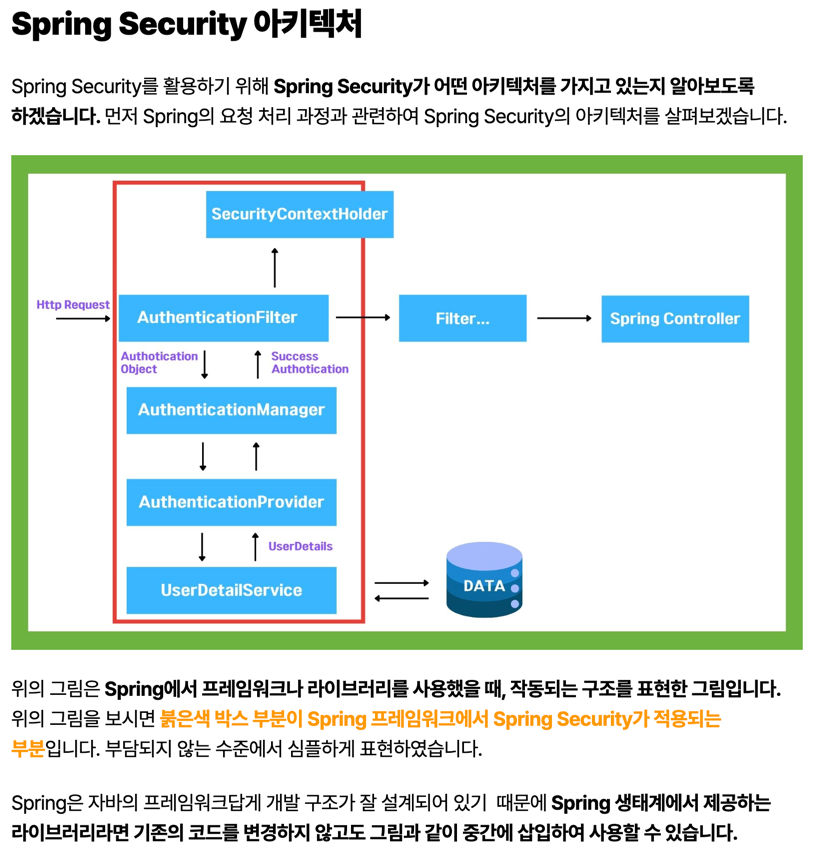 Spring Security 아키텍처
Spring Security를 활용하기 위해 Spring Security가 어떤 아키텍처를 가지고 있는지 알아보도록
하겠습니다. 먼저 Spring의 요청 처리 과정과 관련하여 Spring Security의 아키텍처를 살펴보겠습니다.
SecurityContextHolder
Http Request
AuthenticationFilter
Filter...
Spring Controller
Authotication
Object
Success
Authotication
AuthenticationManager
AuthenticationProvider
UserDetails
UserDetailService
DATA
위의 그림은 Spring에서 프레임워크나 라이브러리를 사용했을 때, 작동되는 구조를 표현한 그림입니다.
위의 그림을 보시면 붉은색 박스 부분이 Spring 프레임워크에서 Spring Security가 적용되는
부분입니다. 부담되지 않는 수준에서 심플하게 표현하였습니다.
Spring은 자바의 프레임워크답게 개발 구조가 잘 설계되어 있기 때문에 Spring 생태계에서 제공하는
라이브러리라면 기존의 코드를 변경하지 않고도 그림과 같이 중간에 삽입하여 사용할 수 있습니다.